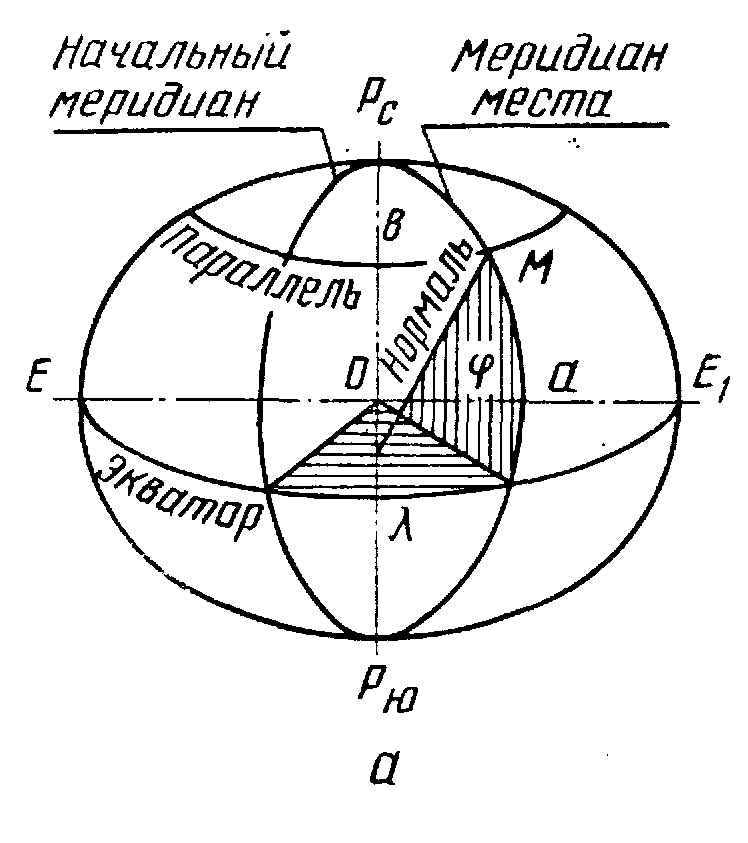 Начальный
меридиан
Меридиан
места
Pс
в
Параллель
Нормаль
M
E
O
φ
a
E₁
Экватор
λ
Pю
а